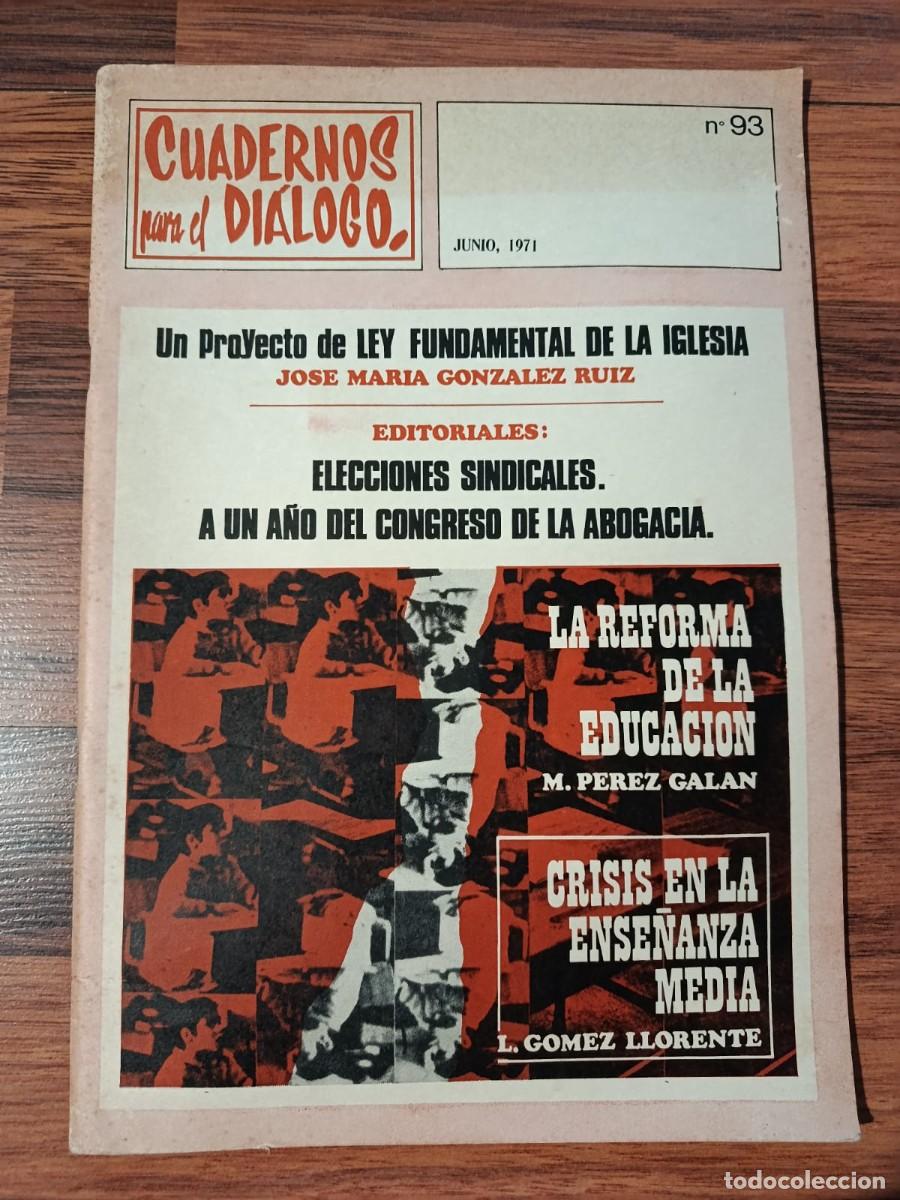 CUADERNOS
para el DIÁLOGO.
nº 93
JUNIO, 1971
Un ProYecto de LEY FUNDAMENTAL DE LA IGLESIA
JOSE MARIA GONZALEZ RUIZ
EDITORIALES:
ELECCIONES SINDICALES.
A UN AÑO DEL CONGRESO DE LA ABOGACIA.
LA REFORMA
DE LA
EDUCACION
M. PEREZ GALAN
CRISIS EN LA
ENSEÑANZA
MEDIA
L. GOMEZ LLORENTE
todocoleccion